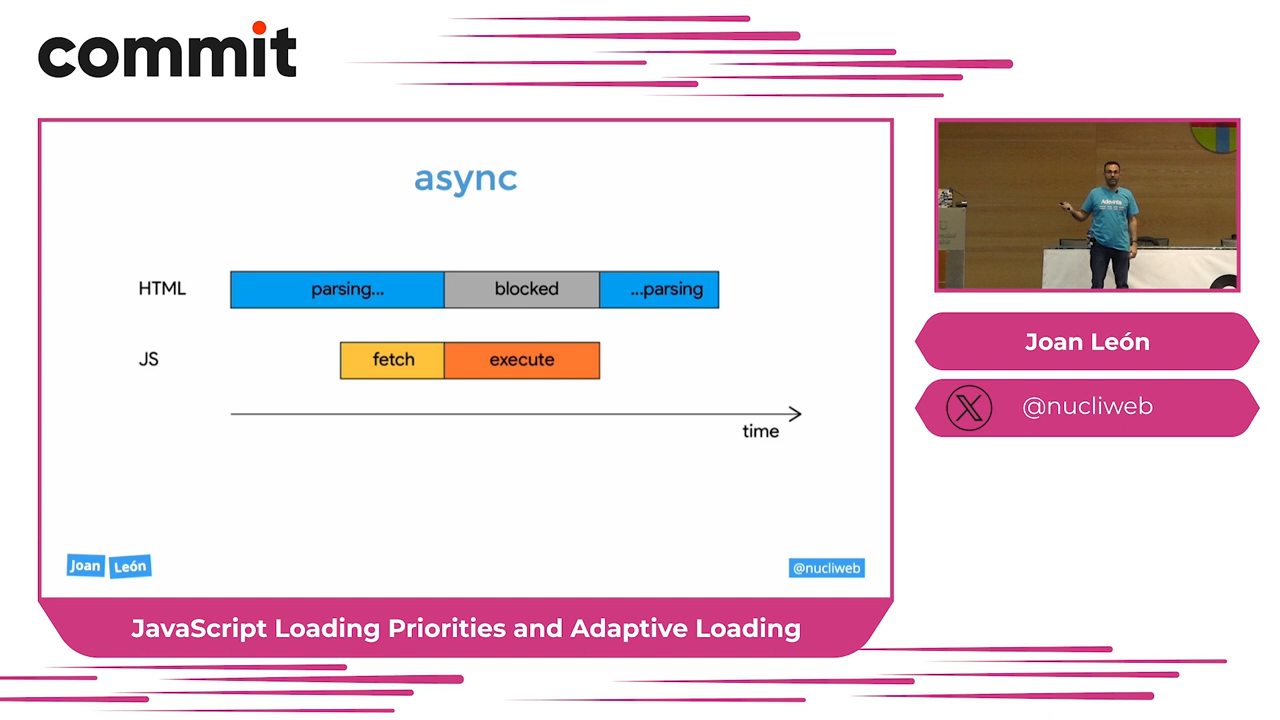 commit
async
HTML
parsing...
blocked
...parsing
JS
fetch
execute
time
Joan León
@nucliweb
JavaScript Loading Priorities and Adaptive Loading
Adevinta
Joan León
@nucliweb